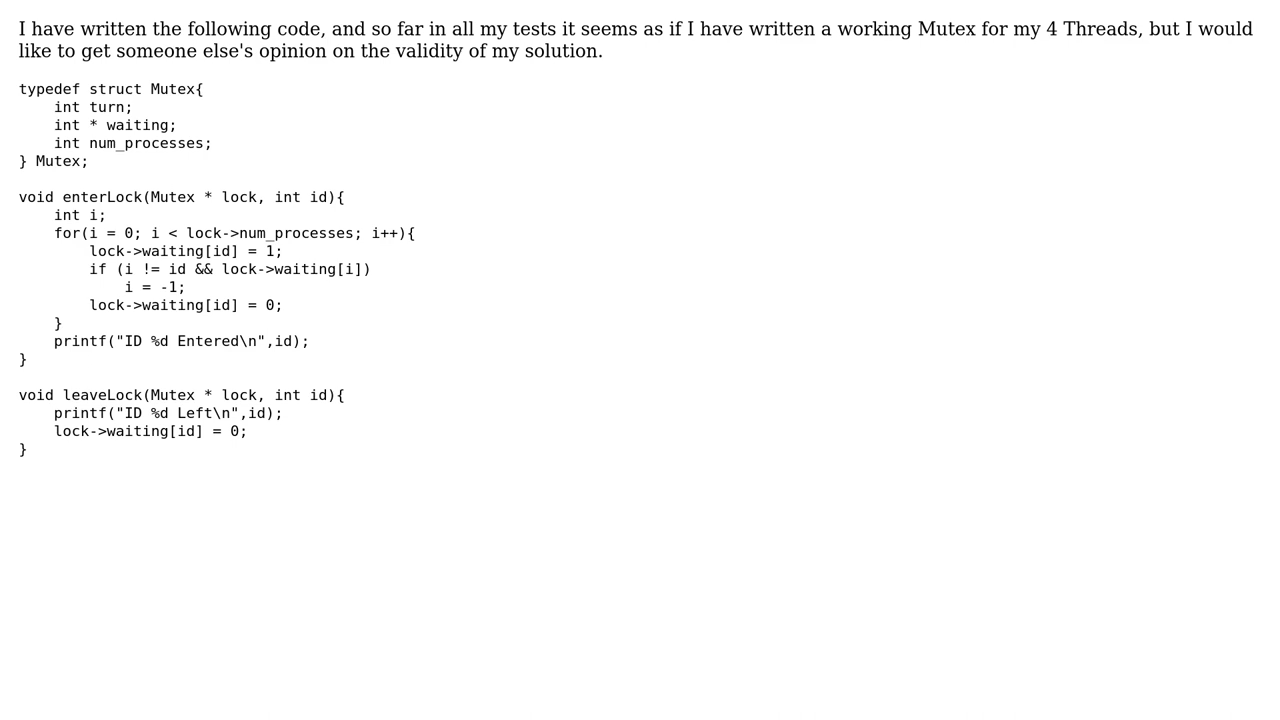 I have written the following code, and so far in all my tests it seems as if I have written a working Mutex for my 4 Threads, but I would
like to get someone else's opinion on the validity of my solution.
typedef struct Mutex{
    int turn;
    int * waiting;
    int num_processes;
} Mutex;

void enterLock(Mutex * lock, int id){
    int i;
    for(i = 0; i < lock->num_processes; i++){
        lock->waiting[id] = 1;
        if (i != id && lock->waiting[i])
            i = -1;
        lock->waiting[id] = 0;
    }
    printf("ID %d Entered\n",id);
}

void leaveLock(Mutex * lock, int id){
    printf("ID %d Left\n",id);
    lock->waiting[id] = 0;
}